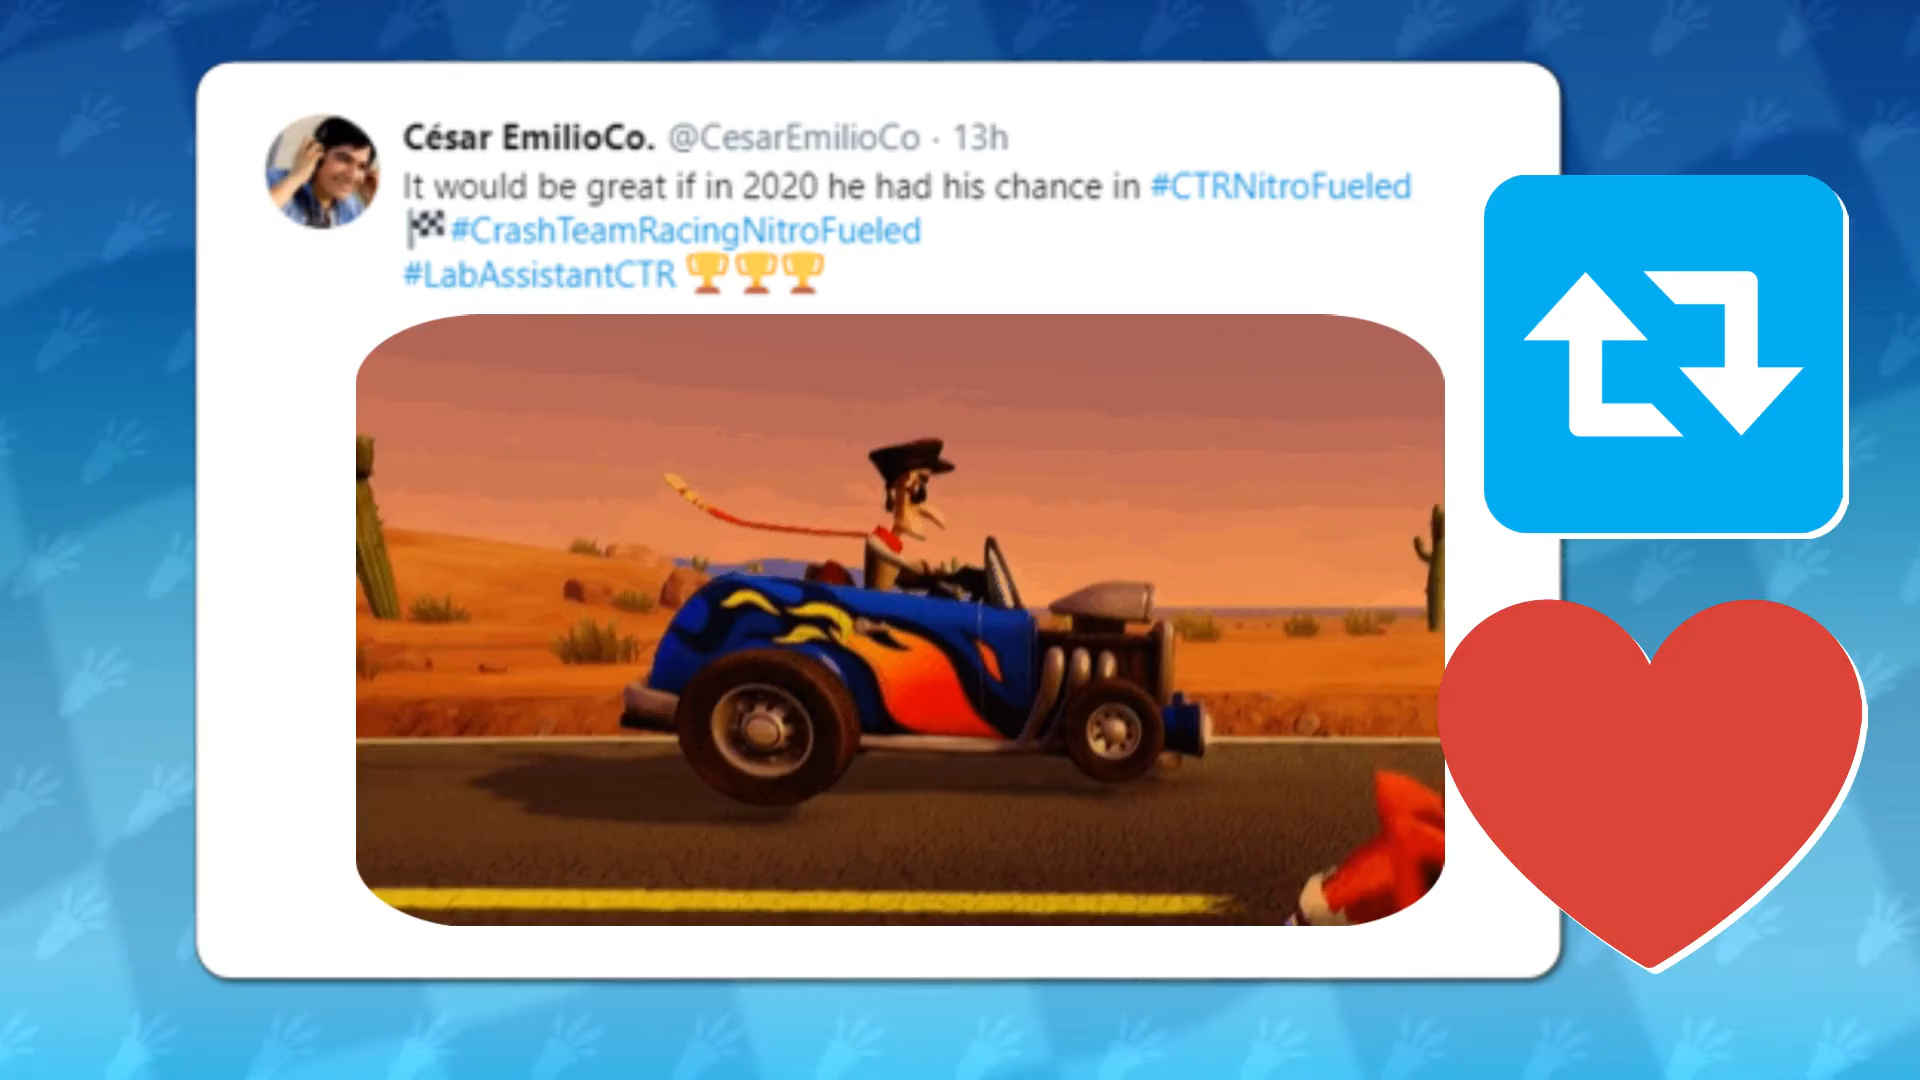 César EmilioCo. @CesarEmilioCo · 13h
It would be great if in 2020 he had his chance in #CTRNitroFueled
🏁#CrashTeamRacingNitroFueled
#LabAssistantCTR 🏆🏆🏆